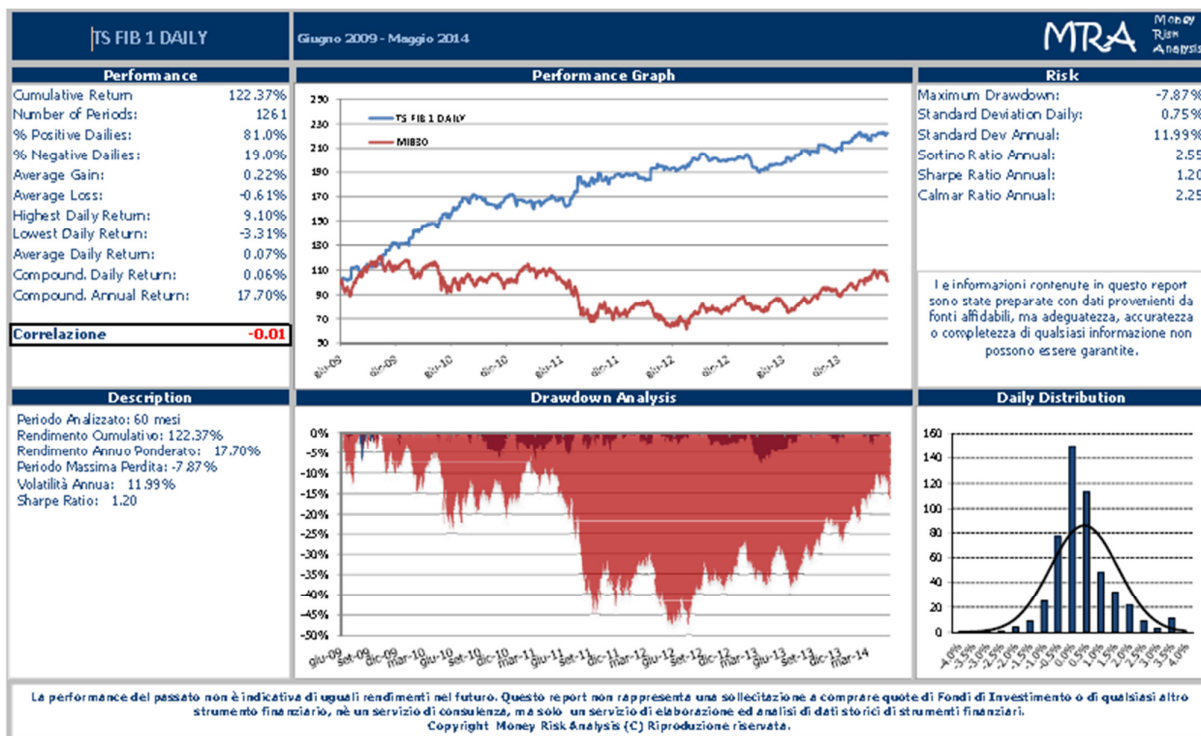 TS FIB 1 DAILY
Giugno 2009 - Maggio 2014
MRA Money Risk Analysis
Performance
Cumulative Return 122.37%
Number of Periods: 1261
% Positive Dailies: 81.0%
% Negative Dailies: 19.0%
Average Gain: 0.22%
Average Loss: -0.61%
Highest Daily Return: 9.10%
Lowest Daily Return: -3.31%
Average Daily Return: 0.07%
Compound. Daily Return: 0.06%
Compound. Annual Return: 17.70%
Correlazione -0.01
Performance Graph
250
230
210
190
170
150
130
110
90
70
50
TS FIB 1 DAILY
MIB30
giu-09 dic-09 giu-10 dic-10 giu-11 dic-11 giu-12 dic-12 giu-13 dic-13
Risk
Maximum Drawdown: -7.87%
Standard Deviation Daily: 0.75%
Standard Dev Annual: 11.99%
Sortino Ratio Annual: 2.55
Sharpe Ratio Annual: 1.20
Calmar Ratio Annual: 2.25
Le informazioni contenute in questo report
sono state preparate con dati provenienti da
fonti affidabili, ma adeguatezza, accuratezza
o completezza di qualsiasi informazione non
possono essere garantite.
Description
Periodo Analizzato: 60 mesi
Rendimento Cumulativo: 122.37%
Rendimento Annuo Ponderato: 17.70%
Periodo Massima Perdita: -7.87%
Volatilità Annua: 11.99%
Sharpe Ratio: 1.20
Drawdown Analysis
0%
-5%
-10%
-15%
-20%
-25%
-30%
-35%
-40%
-45%
-50%
giu-09 set-09 dic-09 mar-10 giu-10 set-10 dic-10 mar-11 giu-11 set-11 dic-11 mar-12 giu-12 set-12 dic-12 mar-13 giu-13 set-13 dic-13 mar-14
Daily Distribution
160
140
120
100
80
60
40
20
0
-4.0% -3.5% -3.0% -2.5% -2.0% -1.5% -1.0% -0.5% 0.0% 0.5% 1.0% 1.5% 2.0% 2.5% 3.0% 3.5% 4.0%
La performance del passato non è indicativa di uguali rendimenti nel futuro. Questo report non rappresenta una sollecitazione a comprare quote di Fondi di Investimento o di qualsiasi altro
strumento finanziario, nè un servizio di consulenza, ma solo un servizio di elaborazione ed analisi di dati storici di strumenti finanziari.
Copyright Money Risk Analysis (C) Riproduzione riservata.